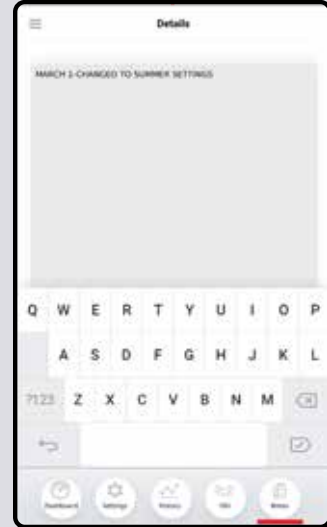 Details
MARCH 1-CHANGED TO SUMMER SETTINGS
Q W E R T Y U I O P
A S D F G H J K L
?123 Z X C V B N M
Dashboard Settings History Notes